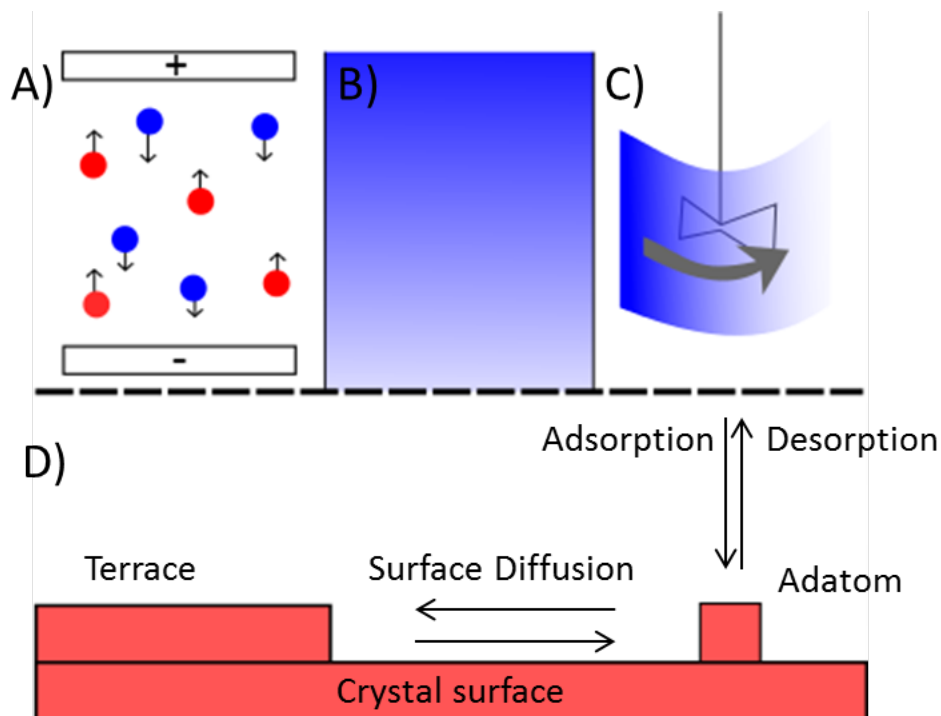 A)
+
-
B)
C)
D)
Adsorption
Desorption
Terrace
Surface Diffusion
Adatom
Crystal surface